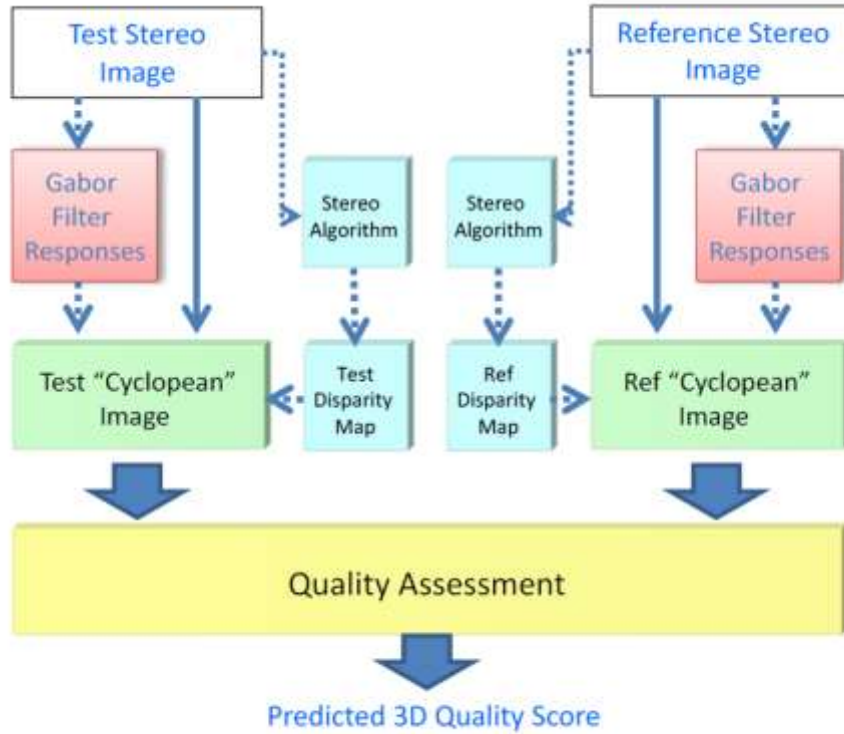 Test Stereo
Image
Reference Stereo
Image
Gabor
Filter
Responses
Stereo
Algorithm
Stereo
Algorithm
Gabor
Filter
Responses
Test “Cyclopean”
Image
Test
Disparity
Map
Ref
Disparity
Map
Ref “Cyclopean”
Image
Quality Assessment
Predicted 3D Quality Score